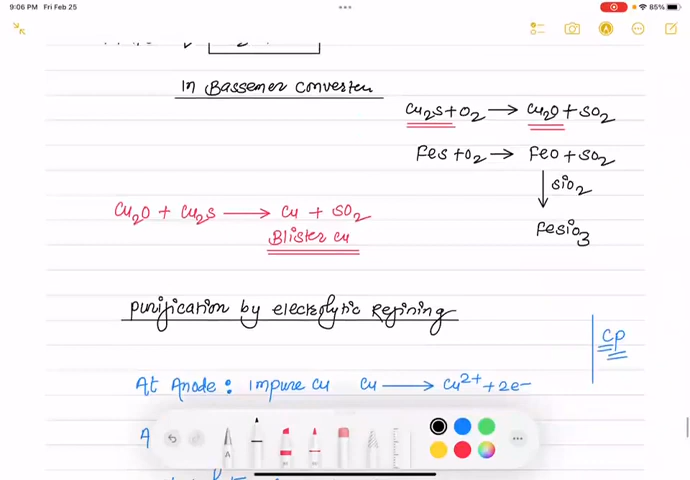 9:06 PM Fri Feb 25
85%
In Bassemer converter
Cu2S + O2 → Cu2O + SO2
FeS + O2 → FeO + SO2
↓ SiO2
FeSiO3
Cu2O + Cu2S → Cu + SO2
Blister Cu
Purification by electrolytic Refining
CP
At Anode : Impure Cu Cu → Cu2+ + 2e-
A